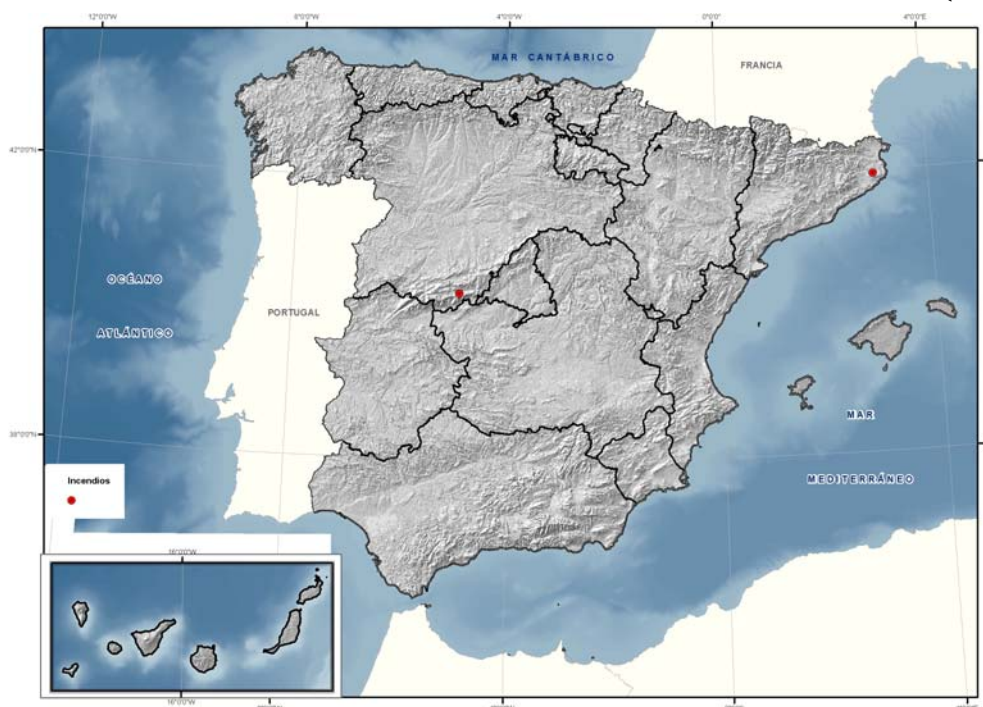 12°0'0"W 8°0'0"W 4°0'0"W 0°0'0" 4°0'0"E
MAR CANTÁBRICO
FRANCIA
42°0'0"N
OCÉANO
ATLÁNTICO
PORTUGAL
MAR
MEDITERRÁNEO
38°0'0"N
Incendios
16°0'0"W
16°0'0"W